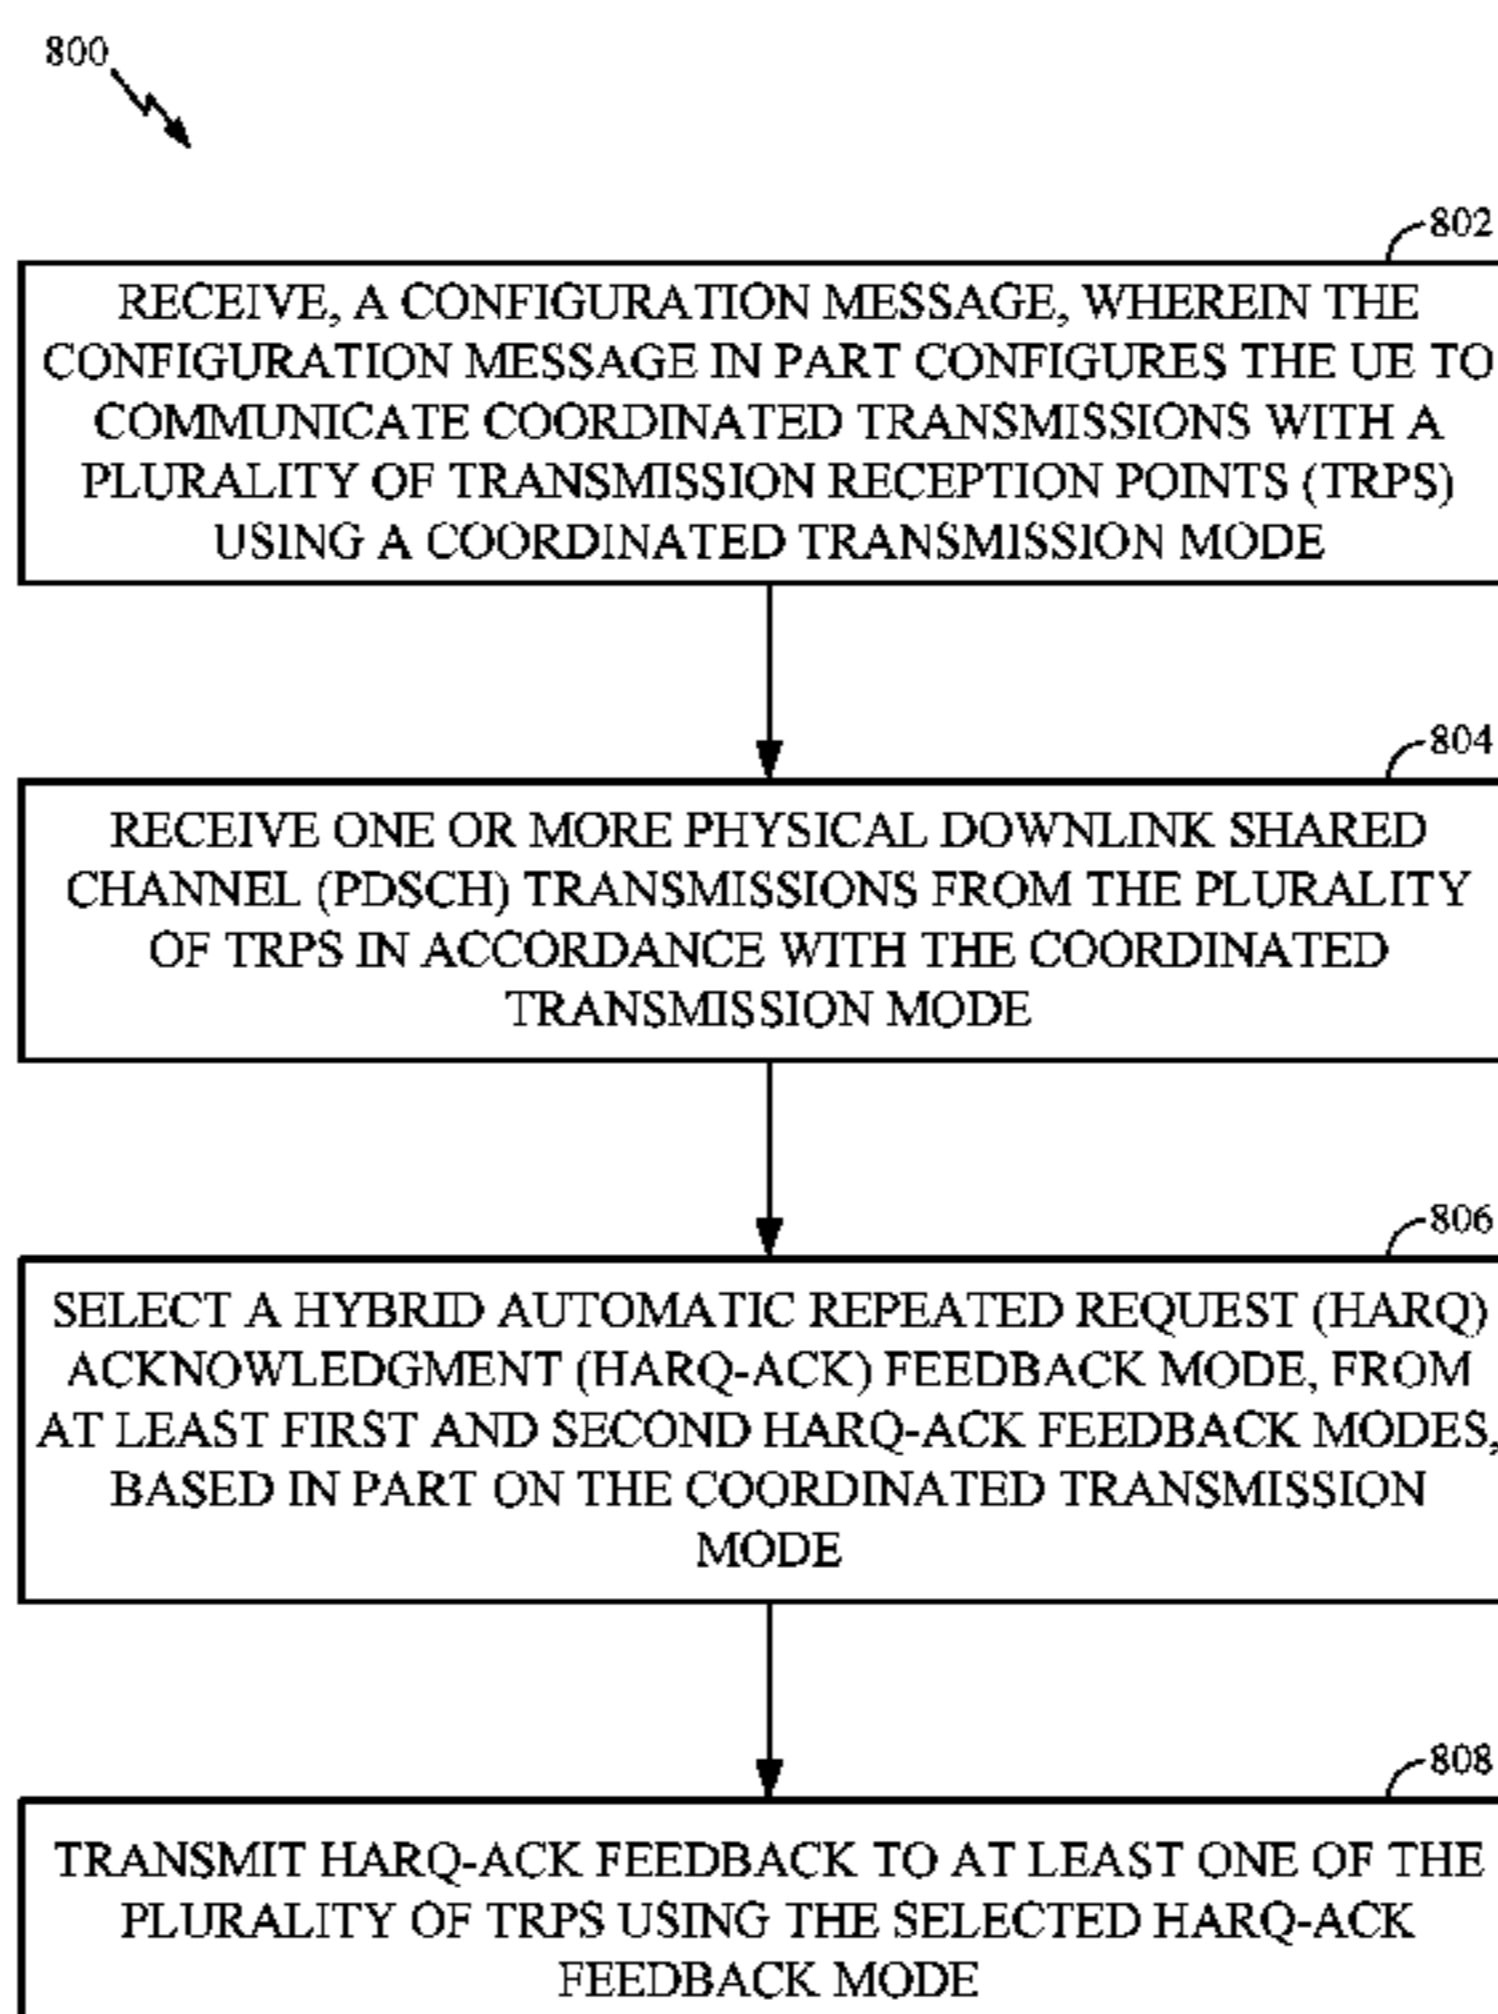 800
802
RECEIVE, A CONFIGURATION MESSAGE, WHEREIN THE
CONFIGURATION MESSAGE IN PART CONFIGURES THE UE TO
COMMUNICATE COORDINATED TRANSMISSIONS WITH A
PLURALITY OF TRANSMISSION RECEPTION POINTS (TRPS)
USING A COORDINATED TRANSMISSION MODE
804
RECEIVE ONE OR MORE PHYSICAL DOWNLINK SHARED
CHANNEL (PDSCH) TRANSMISSIONS FROM THE PLURALITY
OF TRPS IN ACCORDANCE WITH THE COORDINATED
TRANSMISSION MODE
806
SELECT A HYBRID AUTOMATIC REPEATED REQUEST (HARQ)
ACKNOWLEDGMENT (HARQ-ACK) FEEDBACK MODE, FROM
AT LEAST FIRST AND SECOND HARQ-ACK FEEDBACK MODES,
BASED IN PART ON THE COORDINATED TRANSMISSION
MODE
808
TRANSMIT HARQ-ACK FEEDBACK TO AT LEAST ONE OF THE
PLURALITY OF TRPS USING THE SELECTED HARQ-ACK
FEEDBACK MODE